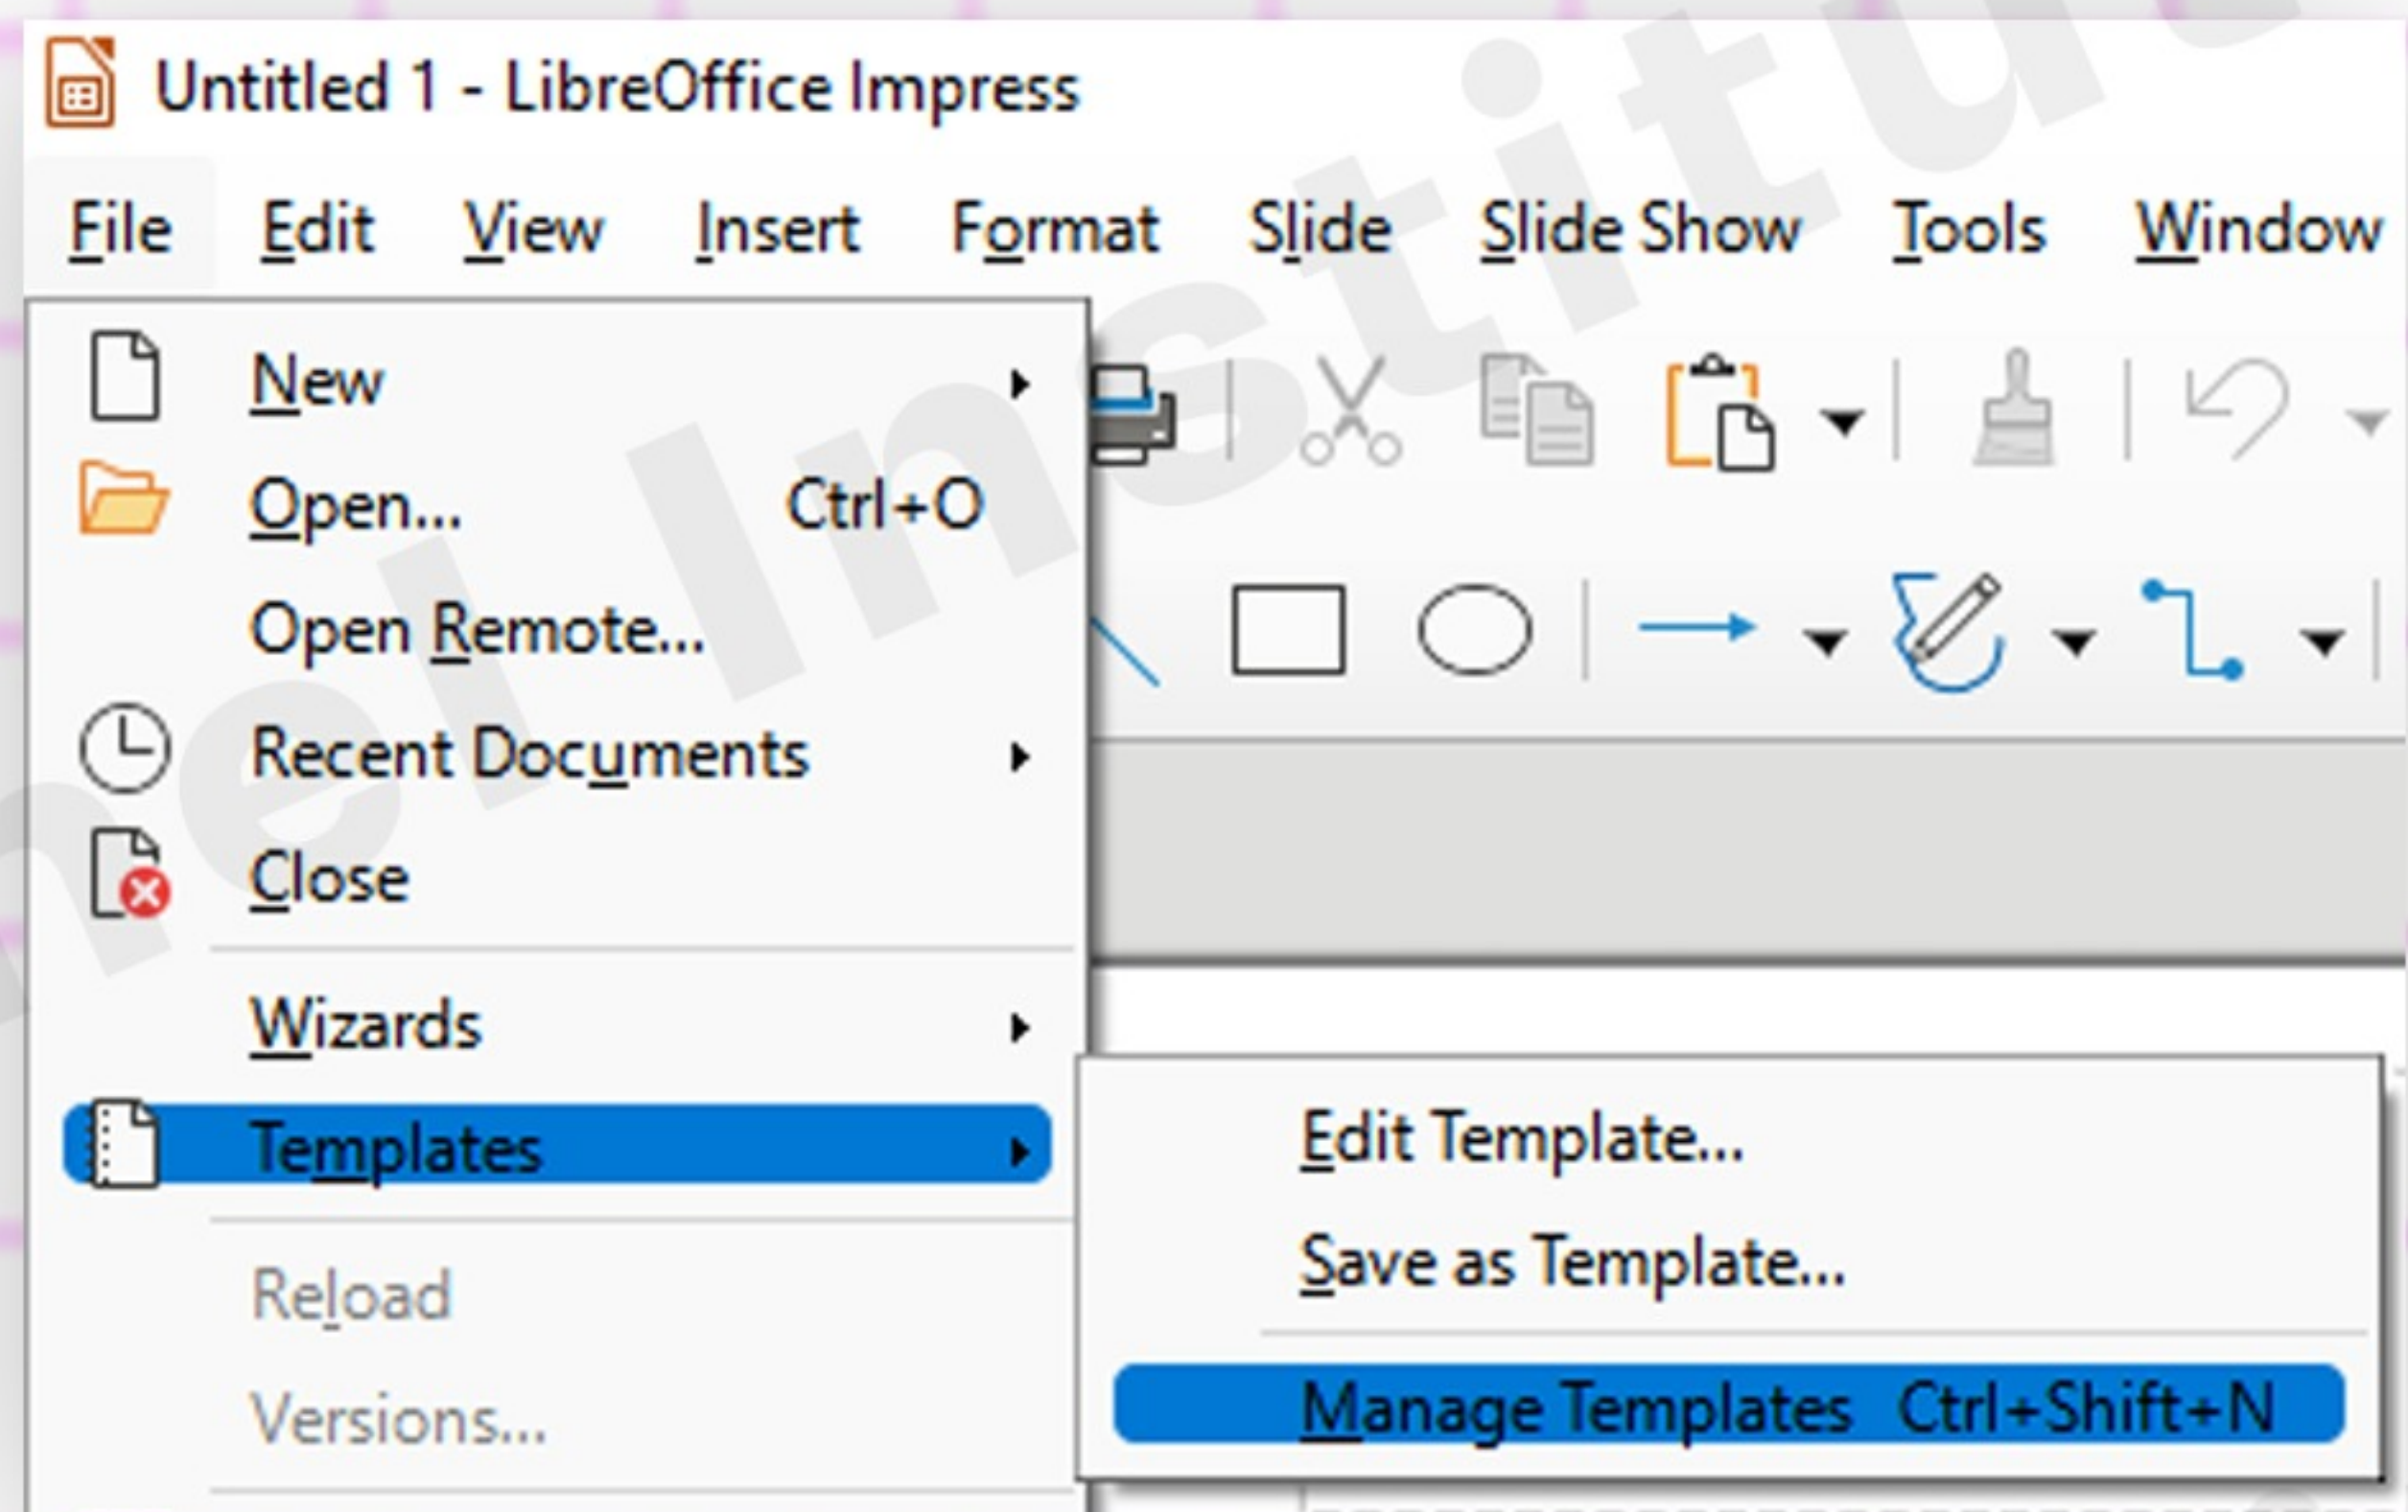 Untitled 1 - LibreOffice Impress
File Edit View Insert Format Slide Slide Show Tools Window
New
Open... Ctrl+O
Open Remote...
Recent Documents
Close
Wizards
Templates
Edit Template...
Save as Template...
Manage Templates Ctrl+Shift+N
Reload
Versions...